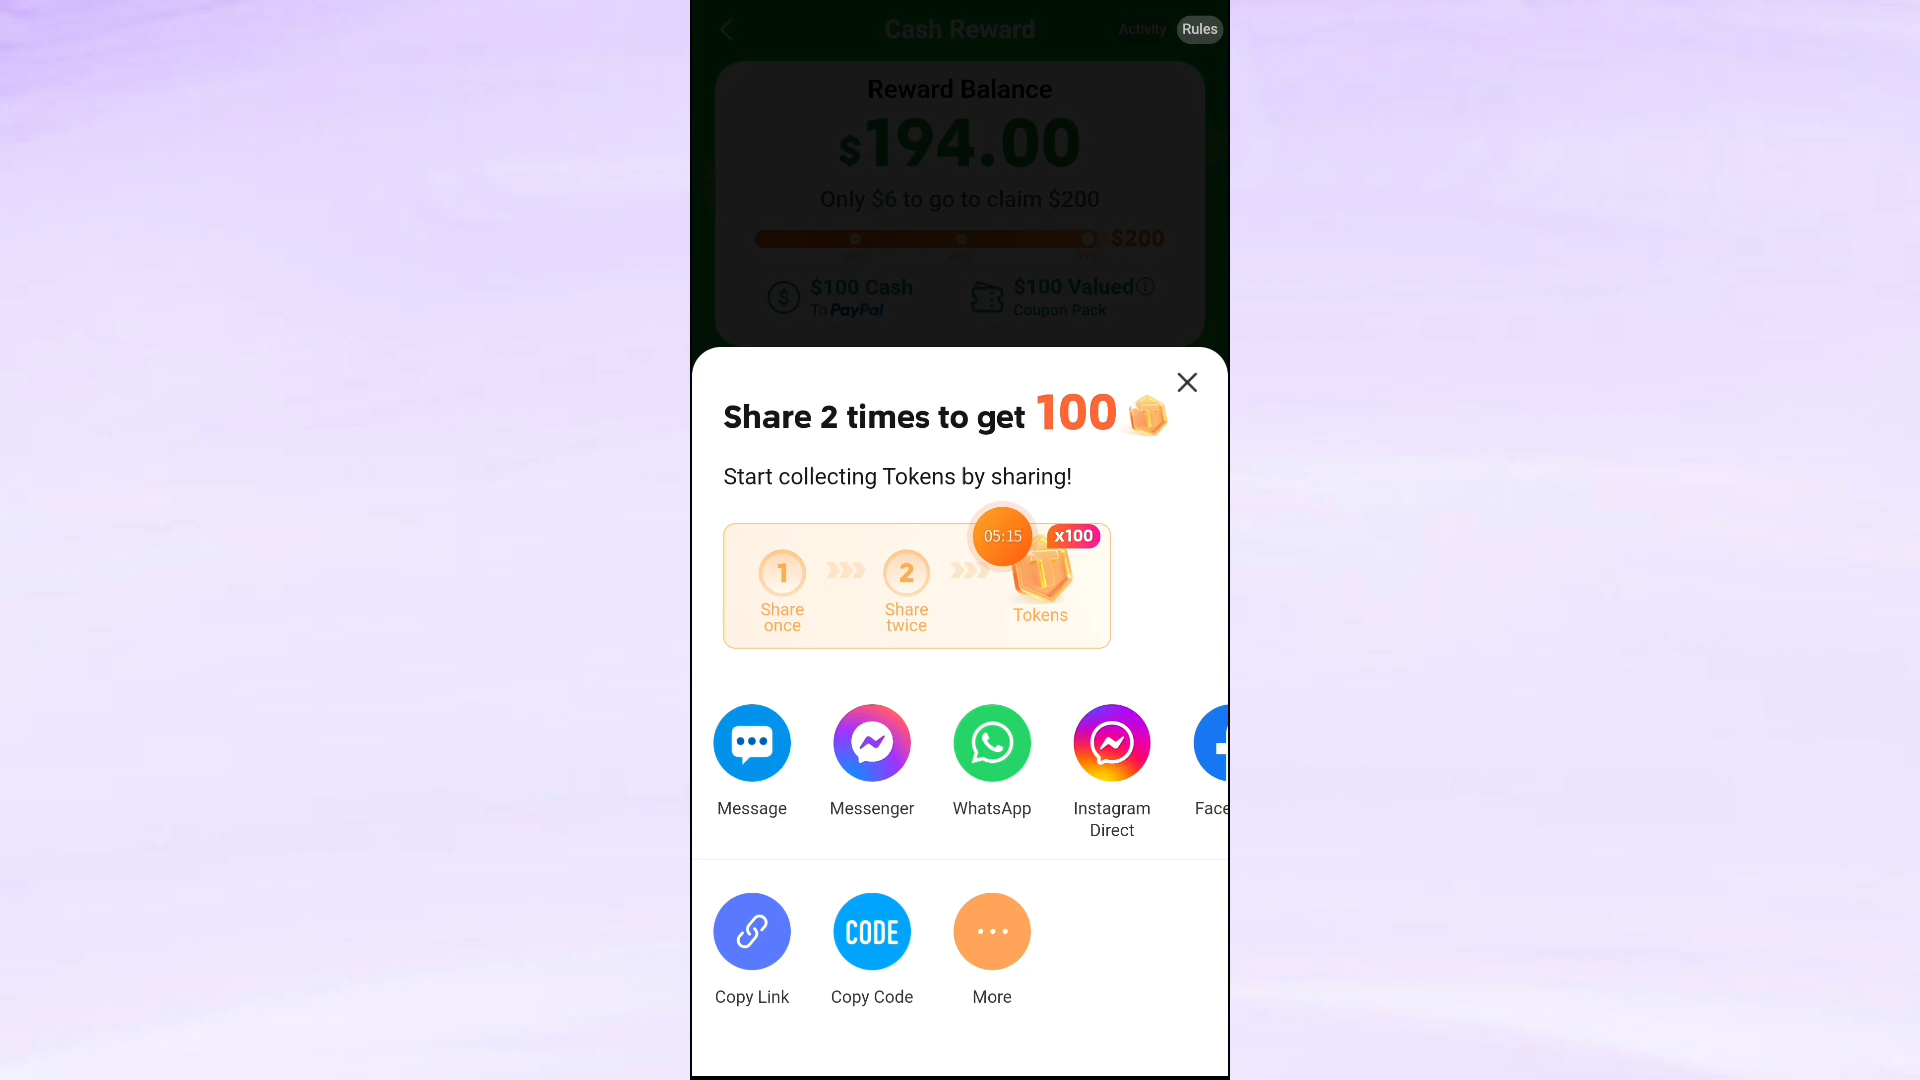 Cash Reward
Activity
Rules
Reward Balance
$194.00
Only $6 to go to claim $200
$200
$100 Cash
To PayPal
$100 Valued
Coupon Pack
Share 2 times to get 100
Start collecting Tokens by sharing!
05:15
x100
1
2
T
Share
once
Share
twice
Tokens
Message
Messenger
WhatsApp
Instagram
Direct
Face
CODE
Copy Link
Copy Code
More